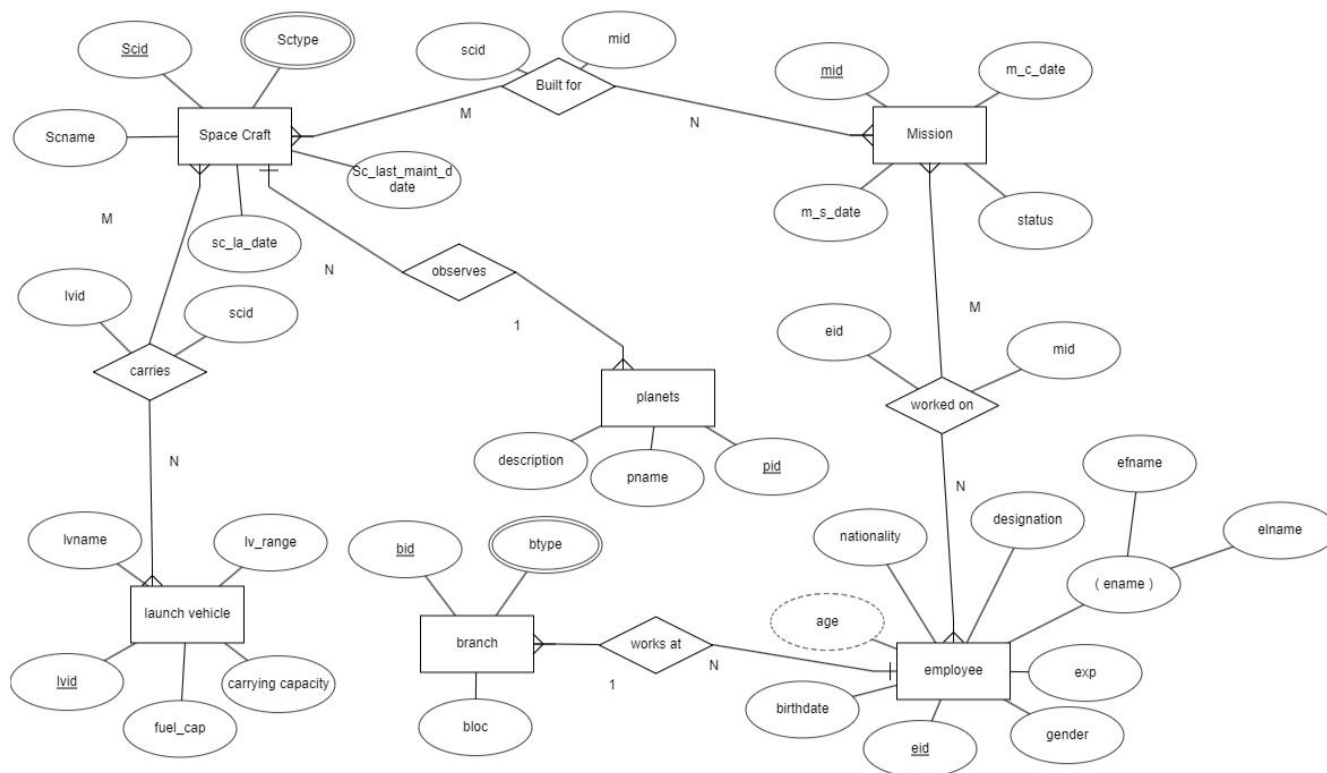 Scid
Sctype
scid
mid
mid
m_c_date
Scname
Space Craft
Built for
M
N
Mission
Sc_last_maint_d
date
m_s_date
status
M
sc_la_date
N
observes
lvid
scid
1
M
eid
mid
carries
planets
worked on
N
description
pname
pid
efname
N
designation
elname
lvname
lv_range
bid
btype
nationality
( ename )
launch vehicle
age
branch
works at
N
employee
exp
lvid
carrying capacity
1
birthdate
fuel_cap
bloc
eid
gender